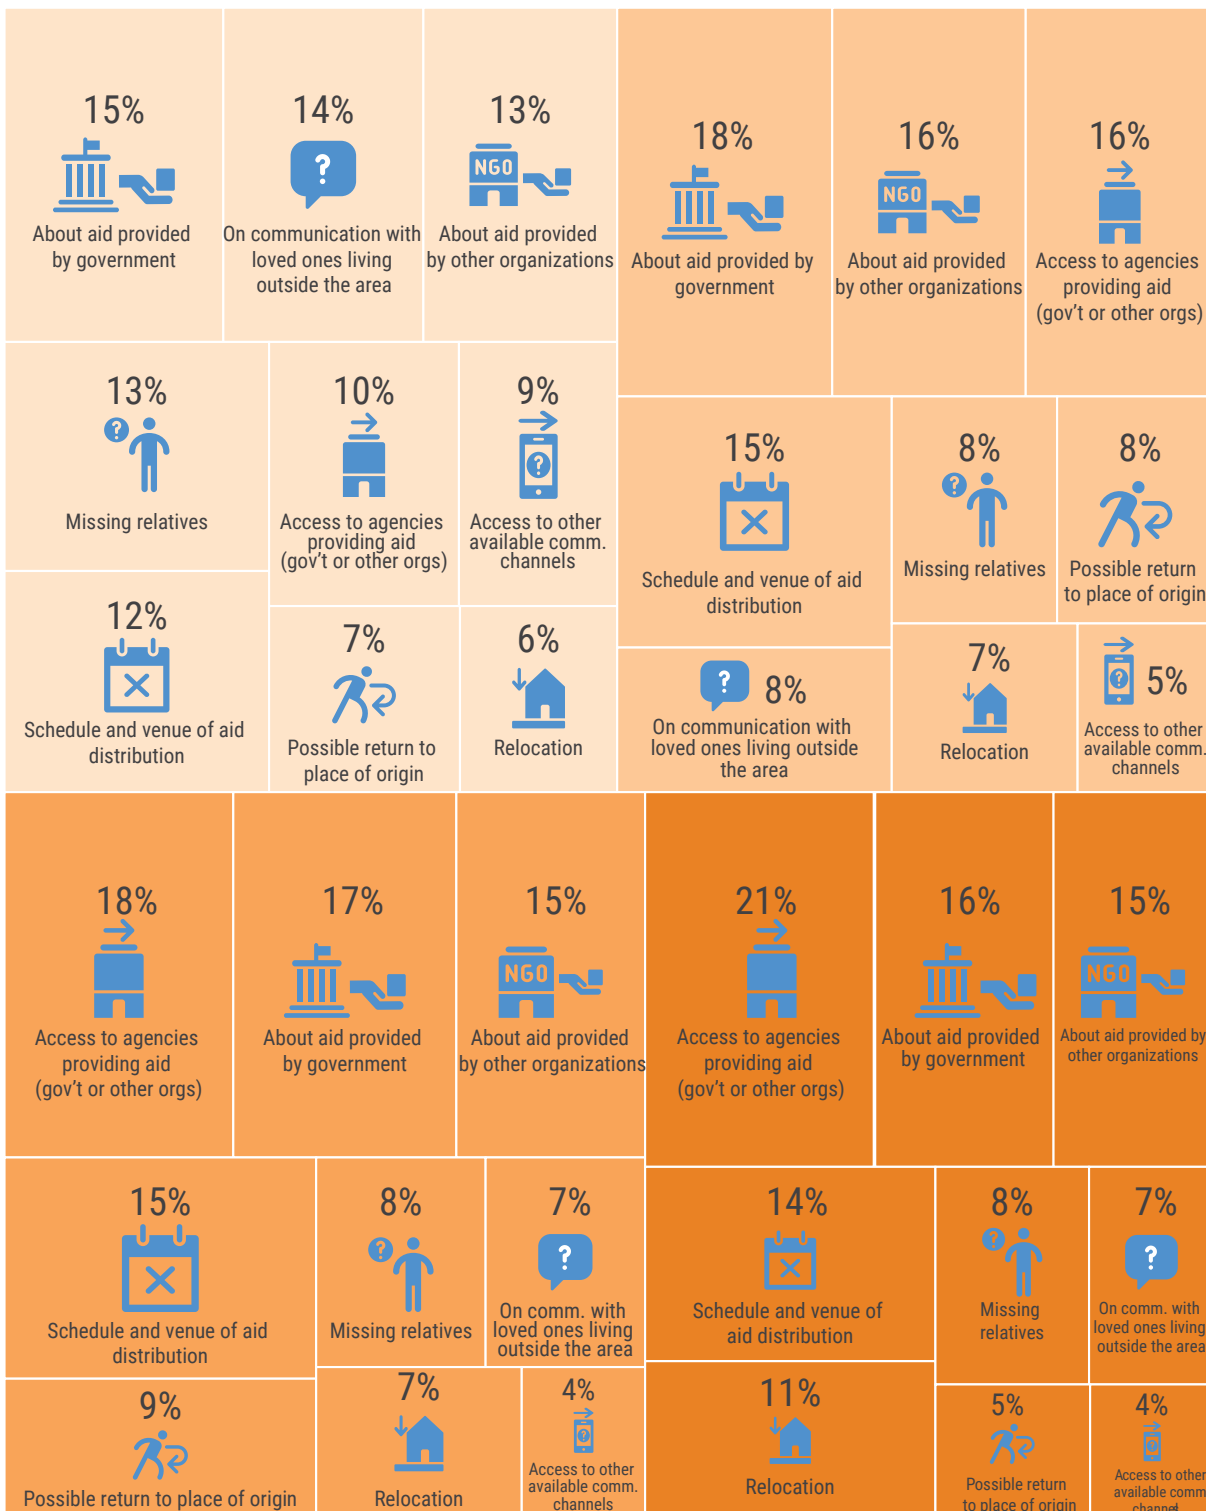 15%
About aid provided
by government
14%
?
On communication with
loved ones living
outside the area
13%
NGO
About aid provided
by other organizations
18%
About aid provided by
government
16%
NGO
About aid provided
by other organizations
16%
Access to agencies
providing aid
(gov't or other orgs)
13%
?
Missing relatives
10%
Access to agencies
providing aid
(gov't or other orgs)
9%
?
Access to other
available comm.
channels
12%
Schedule and venue of aid
distribution
7%
Possible return to
place of origin
6%
Relocation
15%
Schedule and venue of aid
distribution
8%
?
Missing relatives
8%
Possible return
to place of origin
?
8%
On communication with
loved ones living outside
the area
7%
Relocation
?
5%
Access to other
available comm.
channels
18%
Access to agencies
providing aid
(gov't or other orgs)
17%
About aid provided
by government
15%
NGO
About aid provided
by other organizations
21%
Access to agencies
providing aid
(gov't or other orgs)
16%
About aid provided
by government
15%
NGO
About aid provided by
other organizations
15%
Schedule and venue of aid
distribution
8%
?
Missing relatives
7%
?
On comm. with
loved ones living
outside the area
9%
Possible return to place of origin
7%
Relocation
4%
?
Access to other
available comm.
channels
14%
Schedule and venue of
aid distribution
8%
?
Missing
relatives
7%
?
On comm. with
loved ones living
outside the area
11%
Relocation
5%
Possible return
to place of origin
4%
?
Access to other
available comm
channel